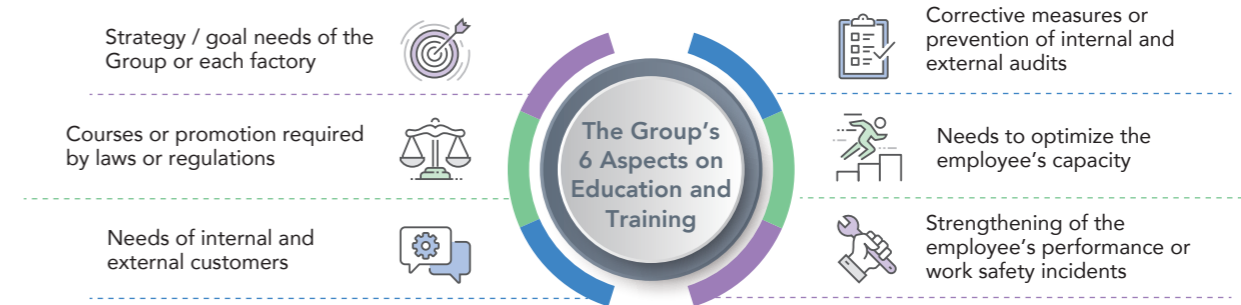 Strategy / goal needs of the
Group or each factory
Courses or promotion required
by laws or regulations
Needs of internal and
external customers
The Group's
6 Aspects on
Education and
Training
Corrective measures or
prevention of internal and
external audits
Needs to optimize the
employee's capacity
Strengthening of the
employee's performance or
work safety incidents